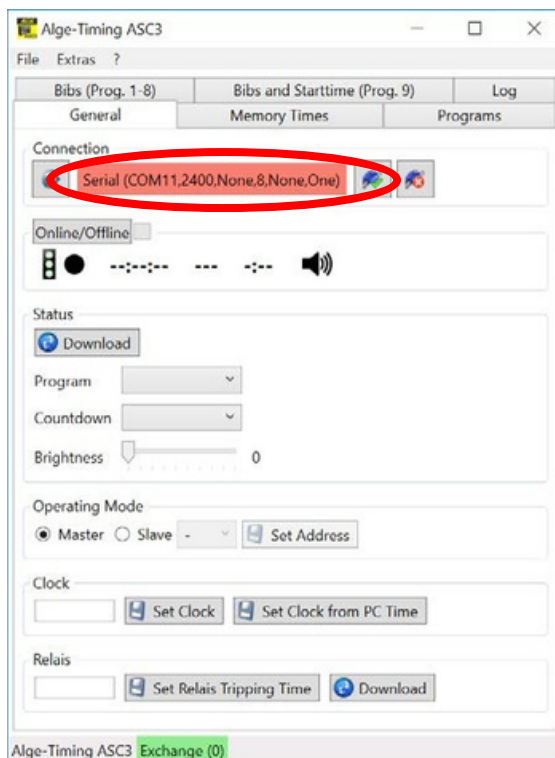 Alge-Timing ASC3
File Extras ?
Bibs (Prog. 1-8) Bibs and Starttime (Prog. 9) Log
General Memory Times Programs
Connection
Serial (COM11,2400,None,8,None,One)
Online/Offline
--:--:-- --- -:--
Status
Download
Program
Countdown
Brightness 0
Operating Mode
Master Slave - Set Address
Clock
Set Clock Set Clock from PC Time
Relais
Set Relais Tripping Time Download
Alge-Timing ASC3 Exchange (0)